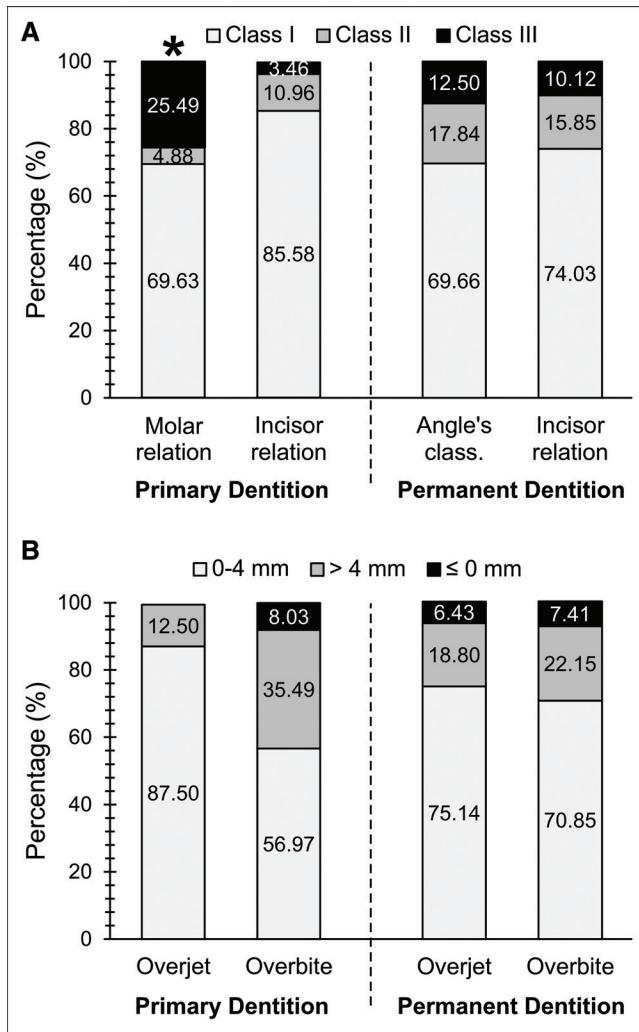 A
* Class I Class II Class III
Percentage (%)
100
80
60
40
20
0
25.49
4.88
69.63
3.46
10.96
85.58
12.50
17.84
69.66
10.12
15.85
74.03
Molar relation
Incisor relation
Angle's class.
Incisor relation
Primary Dentition Permanent Dentition
B
0-4 mm > 4 mm ≤ 0 mm
Percentage (%)
100
80
60
40
20
0
12.50
87.50
8.03
35.49
56.97
6.43
18.80
75.14
7.41
22.15
70.85
Overjet Overbite Overjet Overbite
Primary Dentition Permanent Dentition